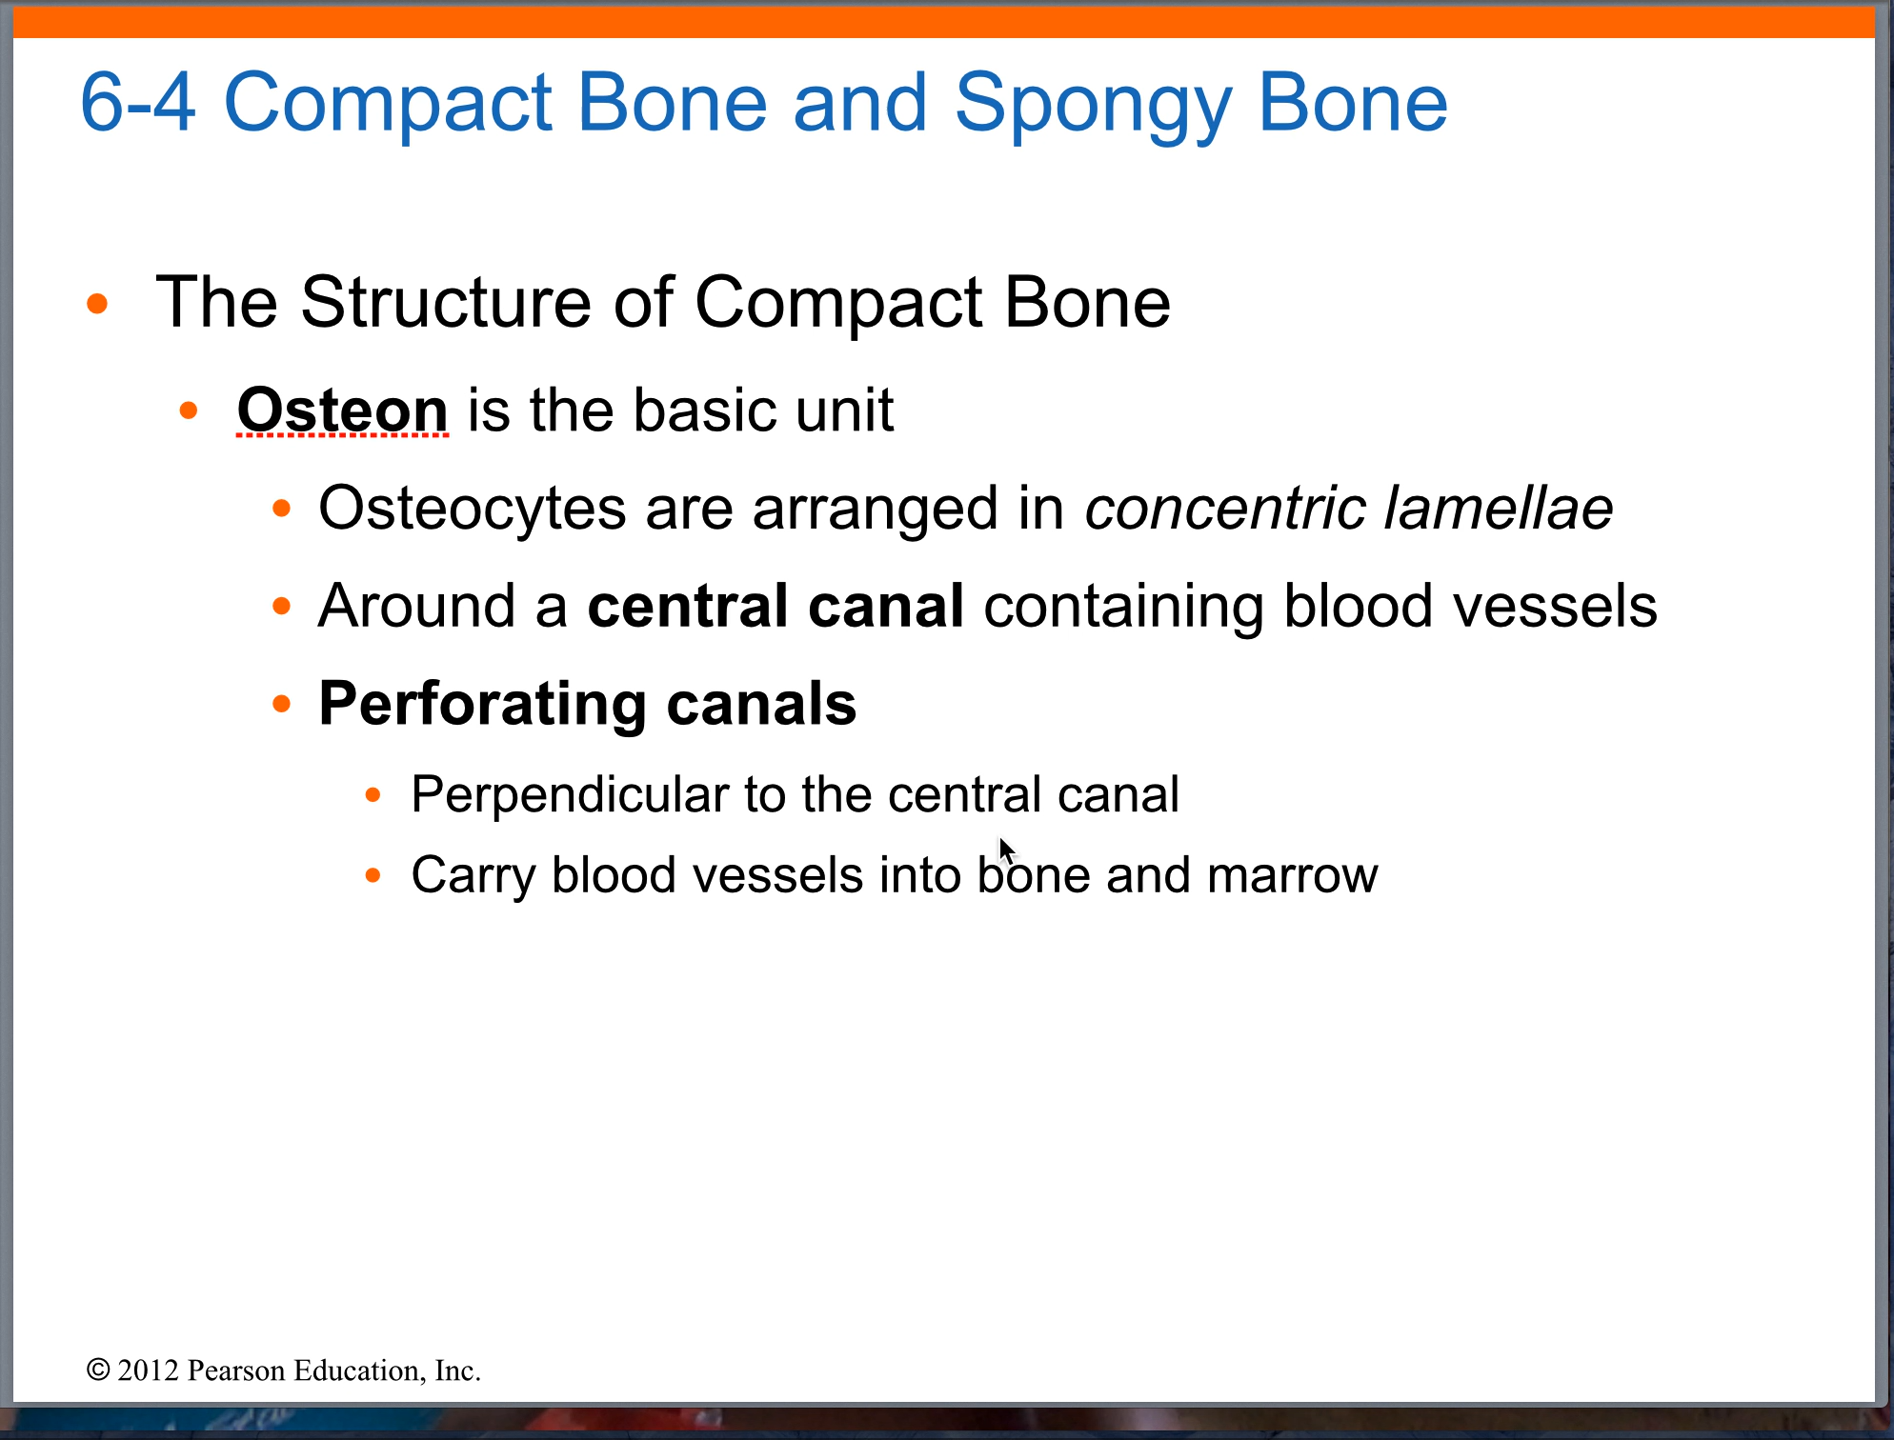 6-4 Compact Bone and Spongy Bone
• The Structure of Compact Bone
• Osteon is the basic unit
• Osteocytes are arranged in concentric lamellae
• Around a central canal containing blood vessels
• Perforating canals
• Perpendicular to the central canal
• Carry blood vessels into bone and marrow
© 2012 Pearson Education, Inc.